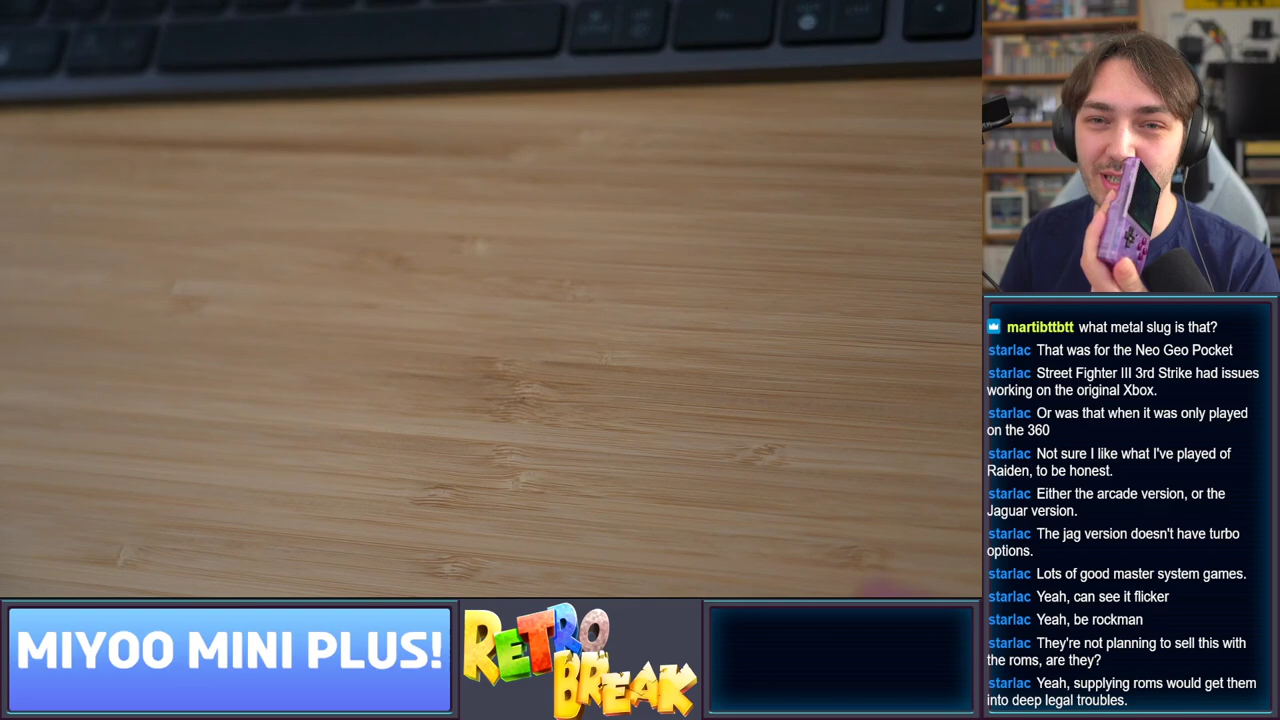 martibttbtt what metal slug is that?
starlac That was for the Neo Geo Pocket
starlac Street Fighter III 3rd Strike had issues
working on the original Xbox.
starlac Or was that when it was only played
on the 360
starlac Not sure I like what I've played of
Raiden, to be honest.
starlac Either the arcade version, or the
Jaguar version.
starlac The jag version doesn't have turbo
options.
starlac Lots of good master system games.
starlac Yeah, can see it flicker
starlac Yeah, be rockman
starlac They're not planning to sell this with
the roms, are they?
starlac Yeah, supplying roms would get them
into deep legal troubles.
MIYOO MINI PLUS!
RETRO
BREAK